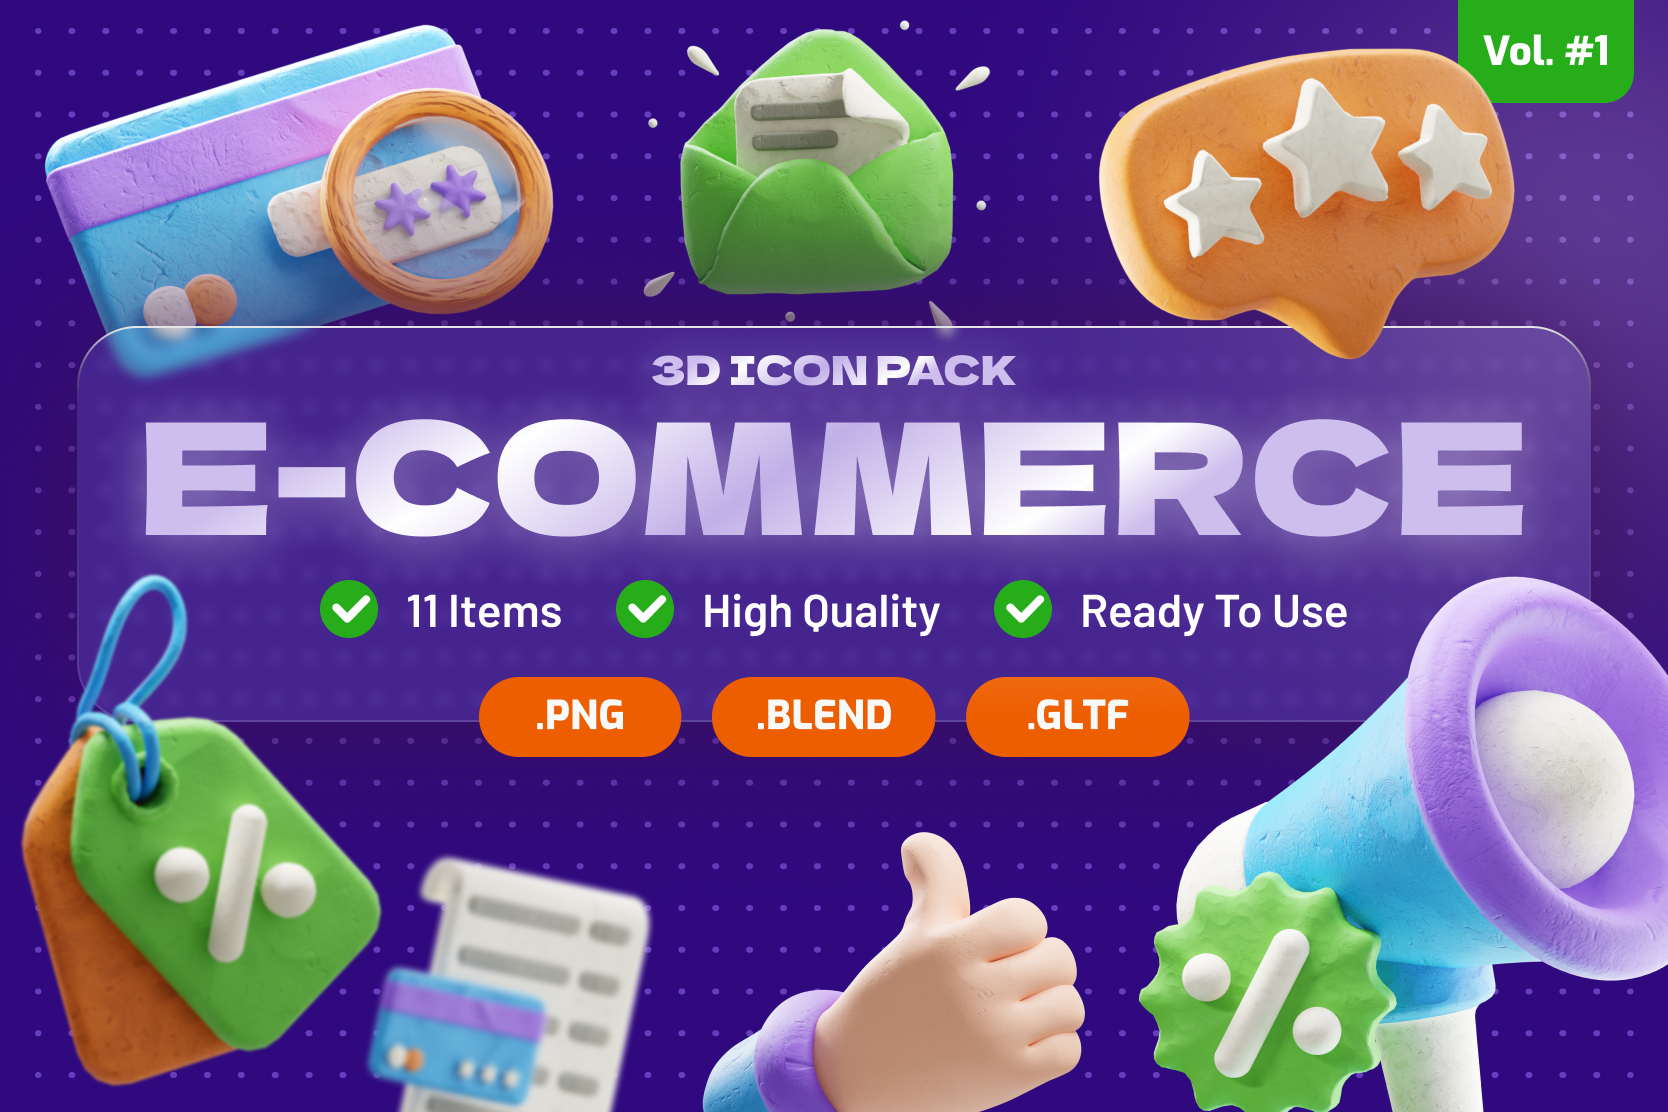 Vol. #1
3D ICON PACK
E-COMMERCE
11 Items
High Quality
Ready To Use
.PNG
.BLEND
.GLTF
%
%